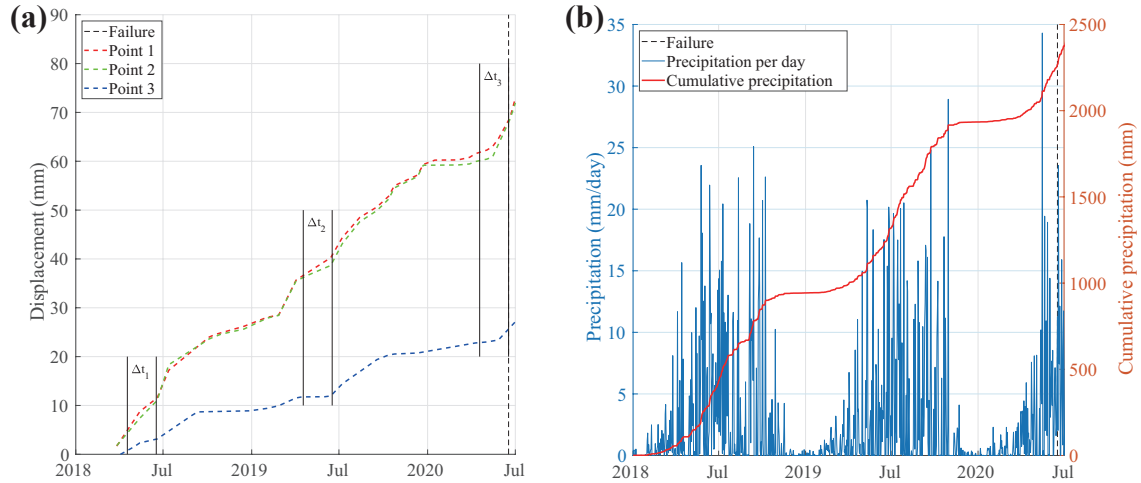 (a)
90
80
70
60
50
40
30
20
10
0
Displacement (mm)
Failure
Point 1
Point 2
Point 3
Δt1
Δt2
Δt3
2018
Jul
2019
Jul
2020
Jul
(b)
35
30
25
20
15
10
5
0
Precipitation (mm/day)
Failure
Precipitation per day
Cumulative precipitation
2500
2000
1500
1000
500
0
Cumulative precipitation (mm)
2018
Jul
2019
Jul
2020
Jul